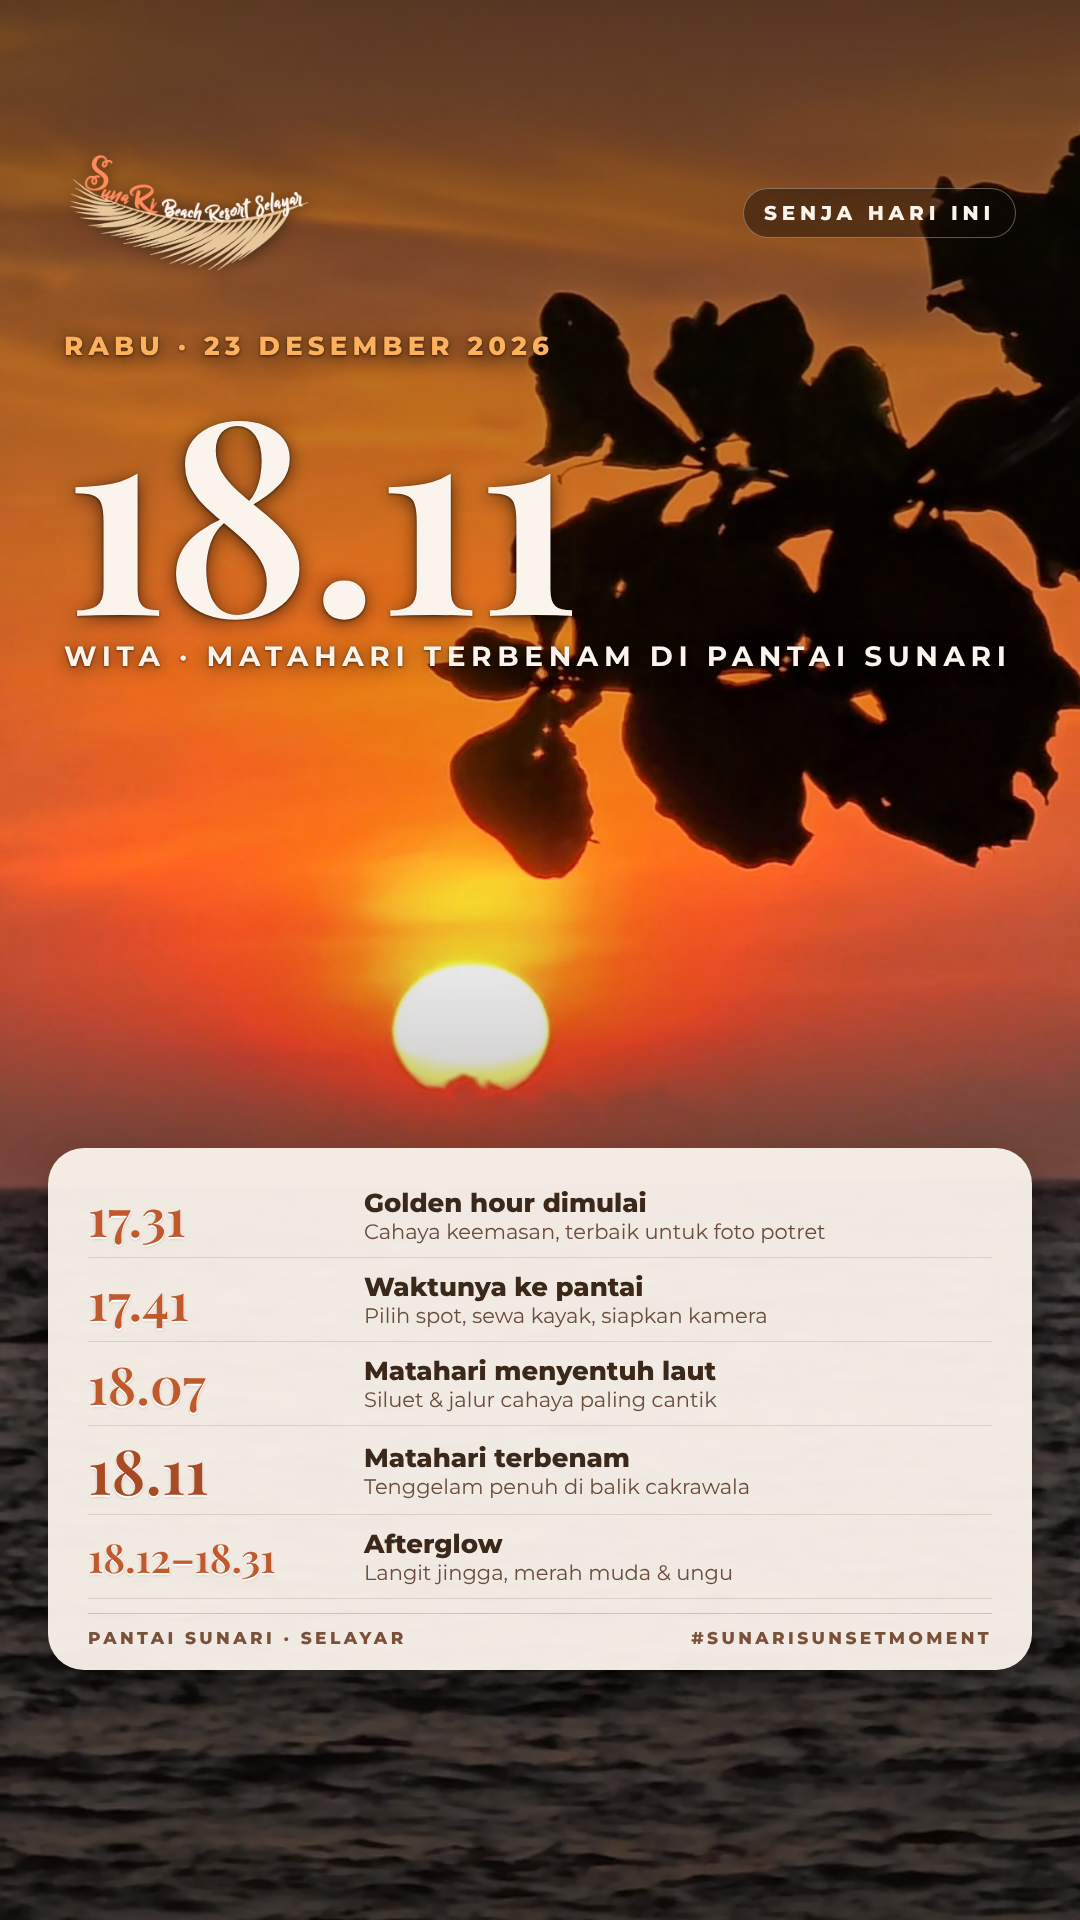 SunaRi Beach Resort Selayar
SENJA HARI INI
RABU · 23 DESEMBER 2026
18.11
WITA · MATAHARI TERBENAM DI PANTAI SUNARI
17.31
Golden hour dimulai
Cahaya keemasan, terbaik untuk foto potret
17.41
Waktunya ke pantai
Pilih spot, sewa kayak, siapkan kamera
18.07
Matahari menyentuh laut
Siluet & jalur cahaya paling cantik
18.11
Matahari terbenam
Tenggelam penuh di balik cakrawala
18.12–18.31
Afterglow
Langit jingga, merah muda & ungu
PANTAI SUNARI · SELAYAR
#SUNARISUNSETMOMENT